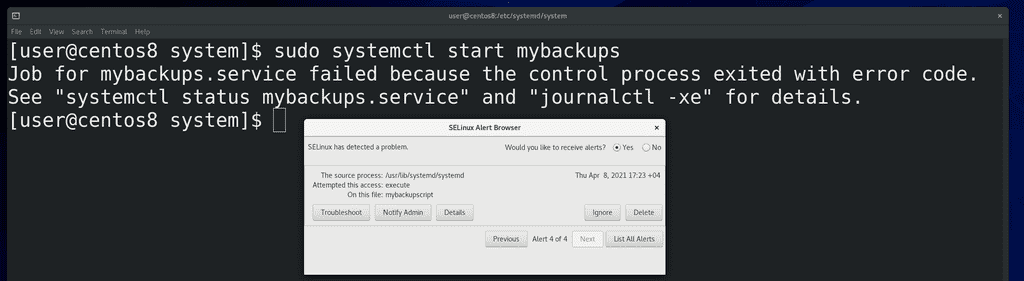 user@centos8:/etc/systemd/system
File Edit View Search Terminal Help
[user@centos8 system]$ sudo systemctl start mybackups
Job for mybackups.service failed because the control process exited with error code.
See "systemctl status mybackups.service" and "journalctl -xe" for details.
[user@centos8 system]$
SELinux Alert Browser
SELinux has detected a problem. Would you like to receive alerts? Yes No
The source process: /usr/lib/systemd/systemd Thu Apr 8, 2021 17:23 +04
Attempted this access: execute
On this file: mybackupscript
Troubleshoot Notify Admin Details Ignore Delete
Previous Alert 4 of 4 Next List All Alerts